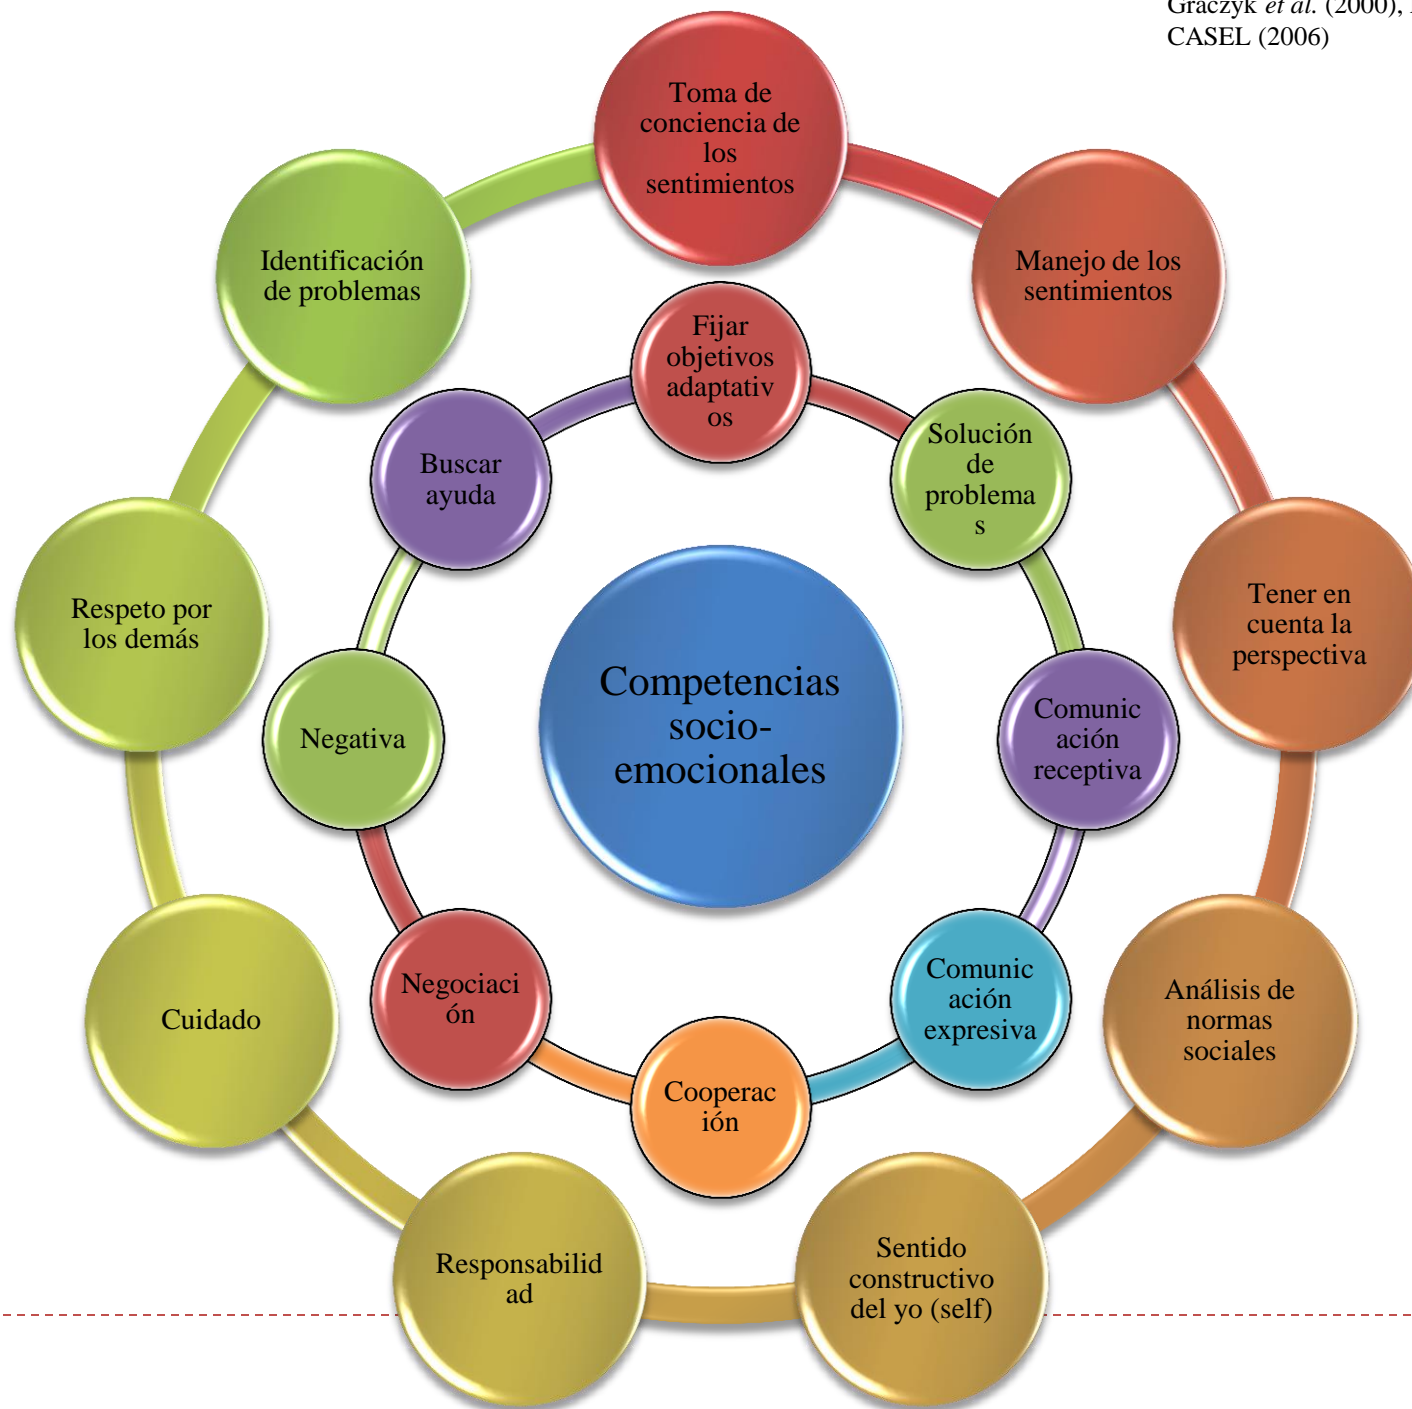 Graczyk et al. (2000),
CASEL (2006)
Toma de
conciencia de
los
sentimientos
Manejo de los
sentimientos
Tener en
cuenta la
perspectiva
Análisis de
normas
sociales
Sentido
constructivo
del yo (self)
Responsabilid
ad
Cuidado
Respeto por
los demás
Identificación
de problemas
Fijar
objetivos
adaptativ
os
Solución
de
problema
s
Comunic
ación
receptiva
Comunic
ación
expresiva
Cooperac
ión
Negociaci
ón
Negativa
Buscar
ayuda
Competencias
socio-
emocionales